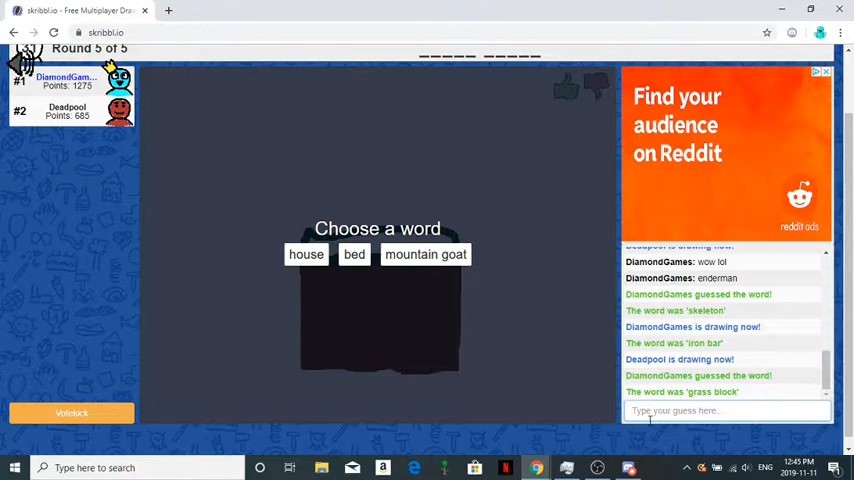 skribbl.io - Free Multiplayer Dra
skribbl.io
Round 5 of 5
#1 DiamondGam... Points: 1275
#2 Deadpool Points: 685
Choose a word
house bed mountain goat
Find your
audience
on Reddit
reddit ads
Deadpool is drawing now!
DiamondGames: wow lol
DiamondGames: enderman
DiamondGames guessed the word!
The word was 'skeleton'
DiamondGames is drawing now!
The word was 'iron bar'
Deadpool is drawing now!
DiamondGames guessed the word!
The word was 'grass block'
Type your guess here...
Votekick
Type here to search
ENG
12:45 PM
2019-11-11